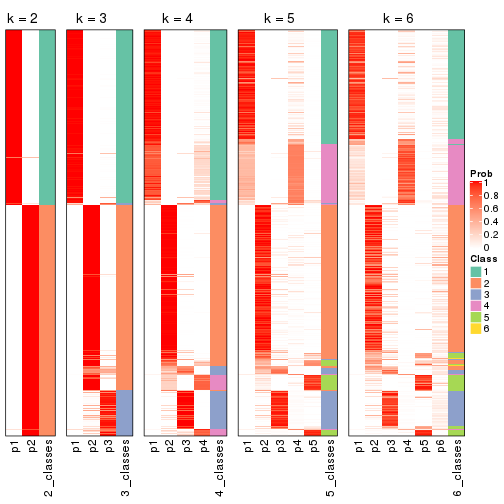 k = 2
k = 3
k = 4
k = 5
k = 6
p1
p2
2_classes
p1
p2
p3
3_classes
p1
p2
p3
p4
4_classes
p1
p2
p3
p4
p5
5_classes
p1
p2
p3
p4
p5
p6
6_classes
Prob
1
0.8
0.6
0.4
0.2
0
Class
1
2
3
4
5
6